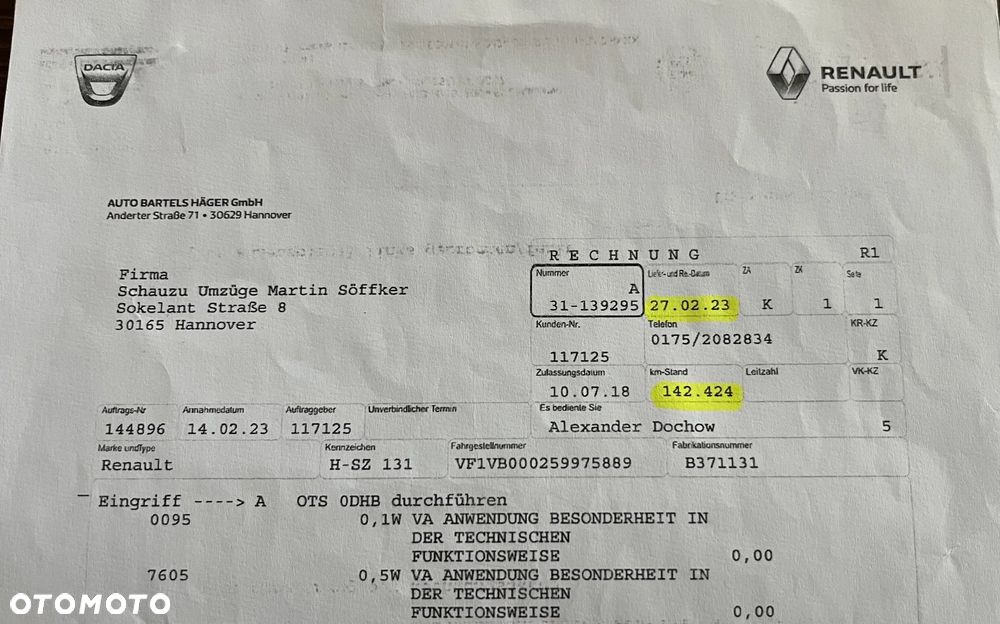 DACIA
RENAULT
Passion for life
AUTO BARTELS HÄGER GmbH
Anderter Straße 71 • 30629 Hannover
RECHNUNG R1
Firma
Schauzu Umzüge Martin Söffker
Sokelant Straße 8
30165 Hannover
Nummer Liefer- und Re.-Datum ZA ZK Seite
A
31-139295 27.02.23 K 1 1
Kunden-Nr. Telefon KR-KZ
0175/2082834
117125 K
Zulassungsdatum km-Stand Leitzahl VK-KZ
10.07.18 142.424
Auftrags-Nr Annahmedatum Auftraggeber Unverbindlicher Termin Es bediente Sie
144896 14.02.23 117125 Alexander Dochow 5
Marke und Type Kennzeichen Fahrgestellnummer Fabrikationsnummer
Renault H-SZ 131 VF1VB000259975889 B371131
Eingriff ----> A OTS 0DHB durchführen
0095 0,1W VA ANWENDUNG BESONDERHEIT IN
DER TECHNISCHEN
FUNKTIONSWEISE 0,00
7605 0,5W VA ANWENDUNG BESONDERHEIT IN
DER TECHNISCHEN
FUNKTIONSWEISE 0,00
OTOMOTO